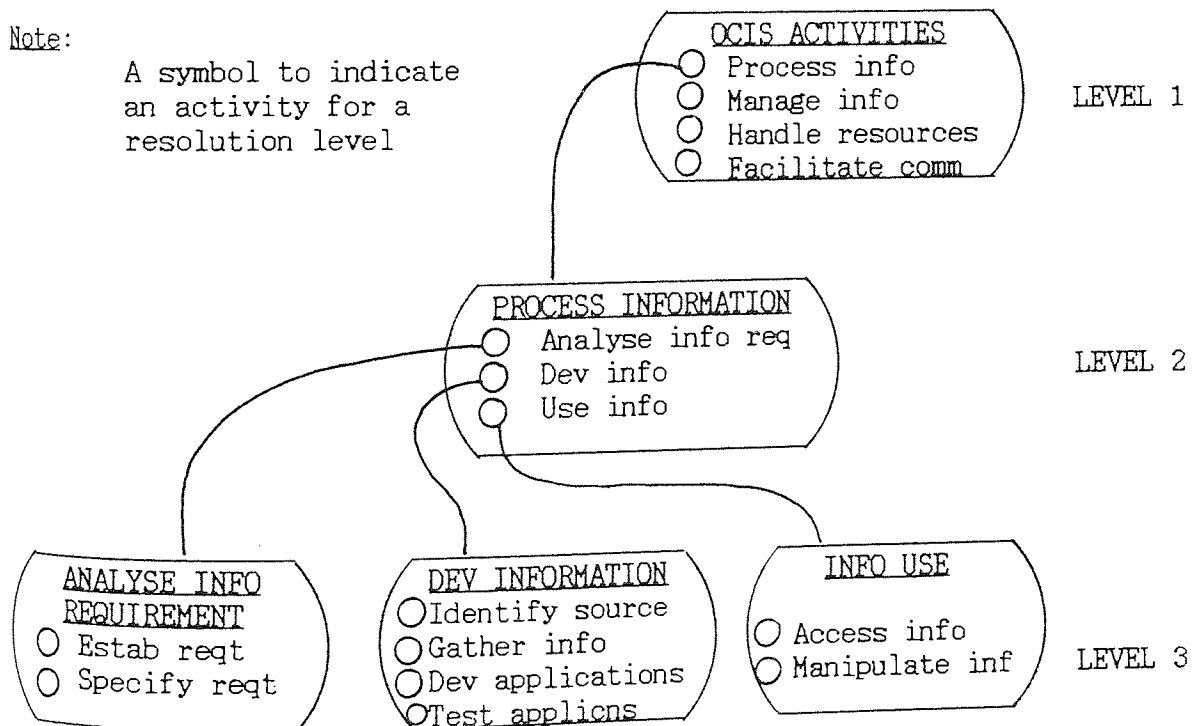 Note:
A symbol to indicate
an activity for a
resolution level
OCIS ACTIVITIES
Process info
Manage info
Handle resources
Facilitate comm
LEVEL 1
PROCESS INFORMATION
Analyse info req
Dev info
Use info
LEVEL 2
ANALYSE INFO
REQUIREMENT
Estab reqt
Specify reqt
DEV INFORMATION
Identify source
Gather info
Dev applications
Test applicns
INFO USE
Access info
Manipulate inf
LEVEL 3